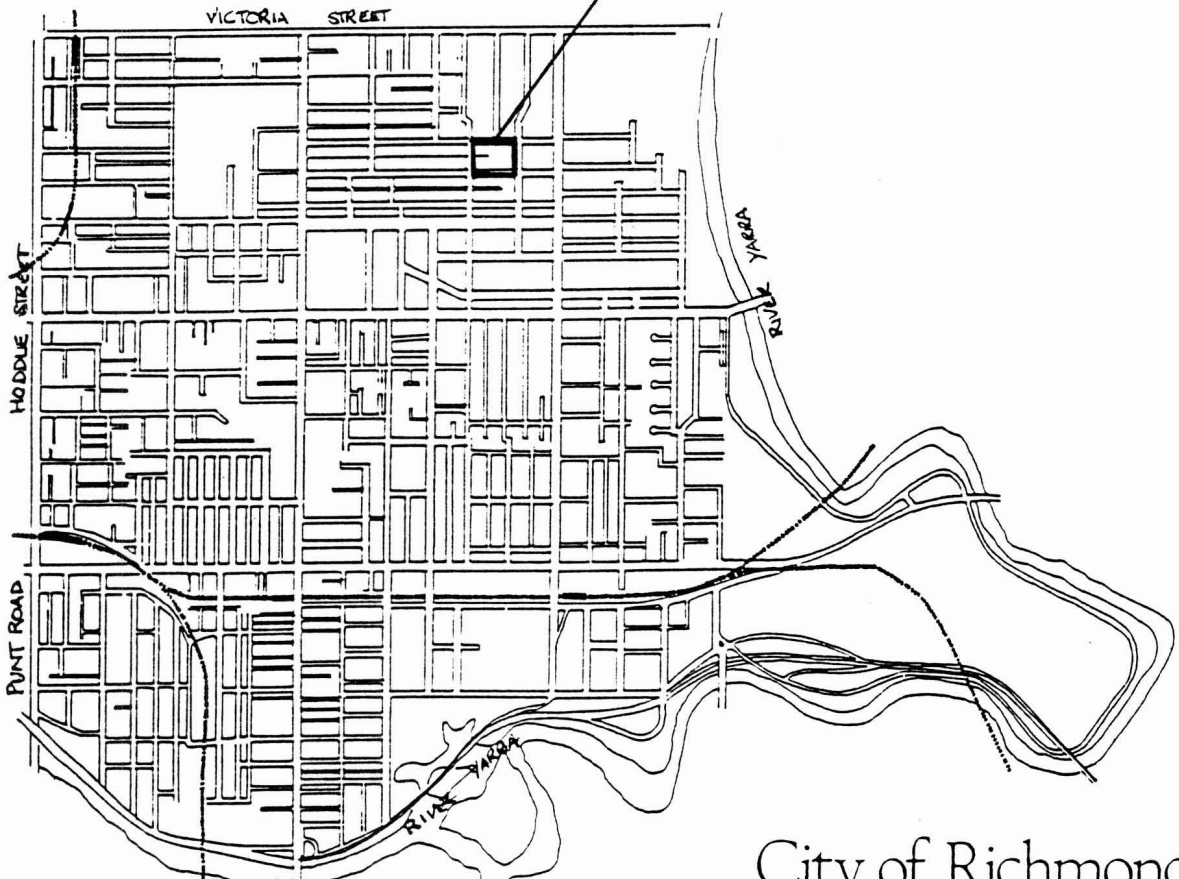 VICTORIA STREET
HODDLE STREET
YARRA
RIVER
PUNT ROAD
YARRA
RIVER
City of Richmond